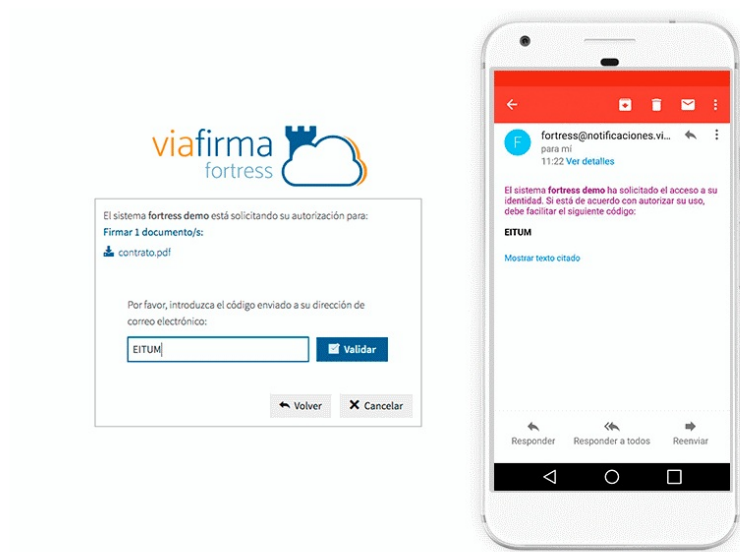 viafirma
fortress
El sistema fortress demo está solicitando su autorización para:
Firmar 1 documento/s:
contrato.pdf
Por favor, introduzca el código enviado a su dirección de
correo electrónico:
EITUM
Validar
Volver
Cancelar
F
fortress@notificaciones.vi...
para mí
11:22 Ver detalles
El sistema fortress demo ha solicitado el acceso a su
identidad. Si está de acuerdo con autorizar su uso,
debe facilitar el siguiente código:
EITUM
Mostrar texto citado
Responder
Responder a todos
Reenviar